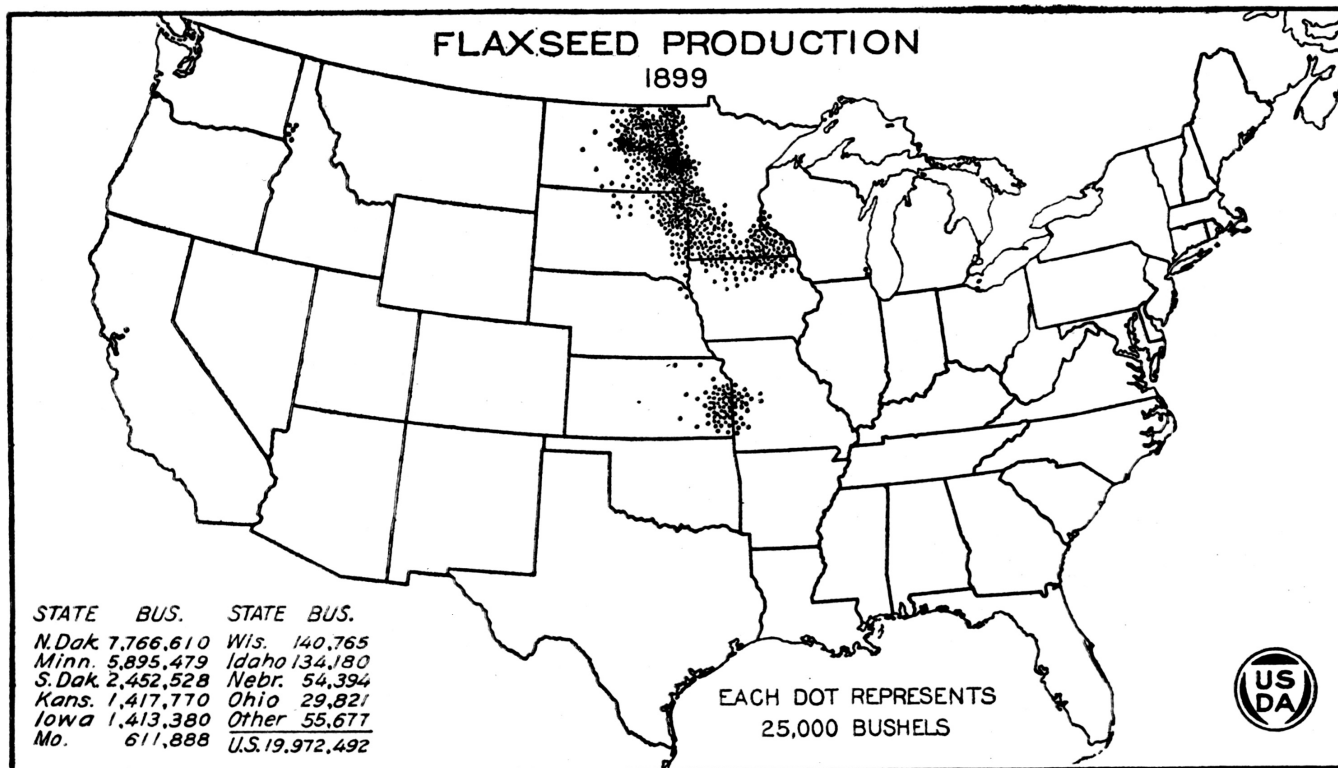 FLAXSEED PRODUCTION
1899
STATE BUS. STATE BUS.
N.Dak. 7,766,610 Wis. 140,765
Minn. 5,895,479 Idaho 134,180
S.Dak. 2,452,528 Nebr. 54,394
Kans. 1,417,770 Ohio 29,821
Iowa 1,413,380 Other 55,677
Mo. 611,888 U.S. 19,972,492
EACH DOT REPRESENTS
25,000 BUSHELS
US
DA